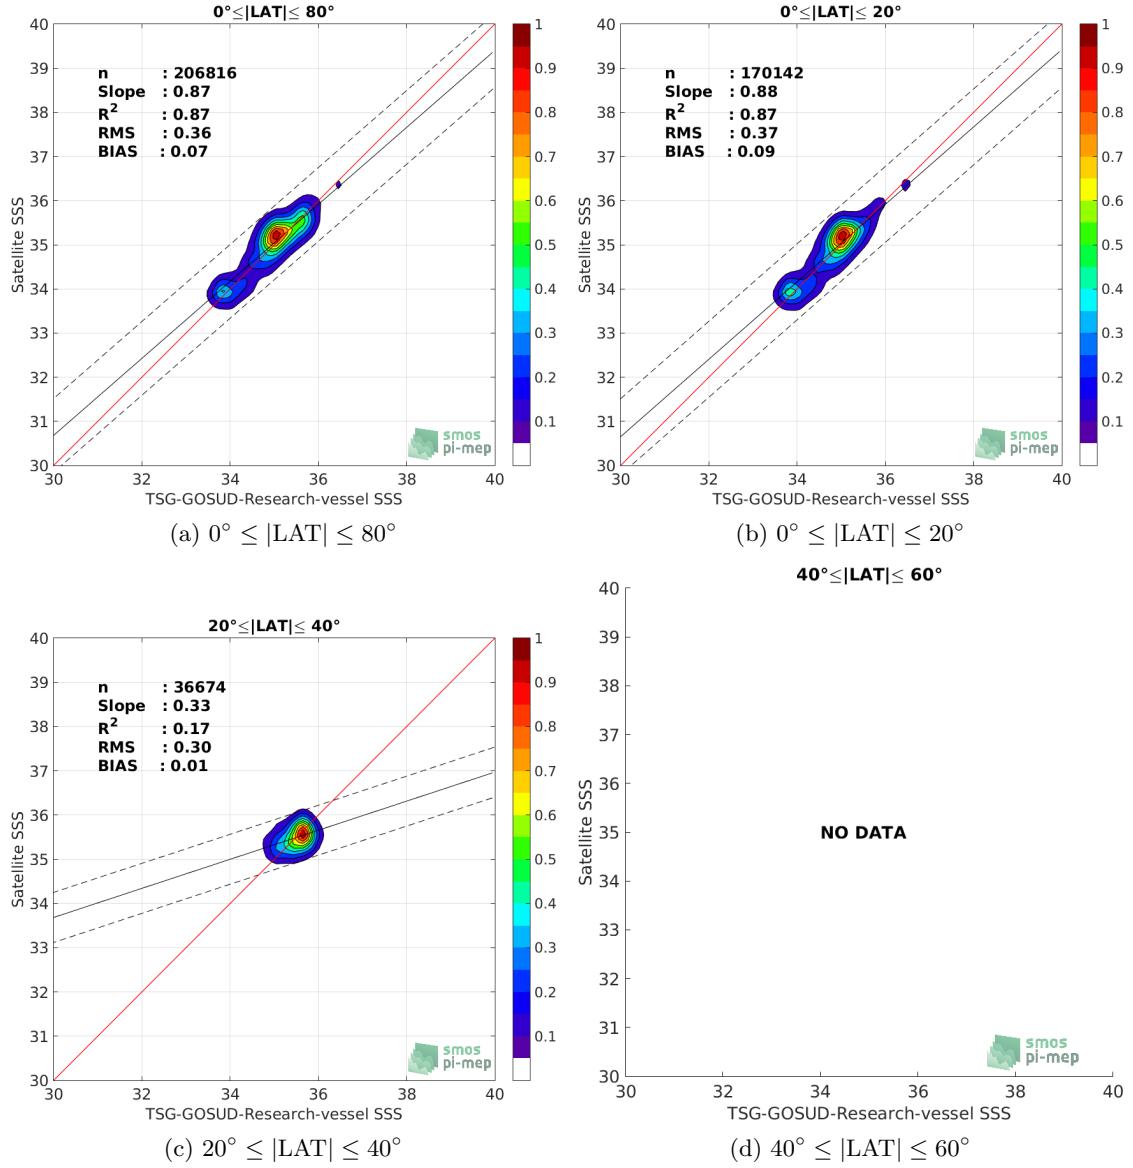 0°≤|LAT|≤ 80°
n : 206816
Slope : 0.87
R² : 0.87
RMS : 0.36
BIAS : 0.07
40
39
38
37
36
35
34
33
32
31
30
Satellite SSS
30 32 34 36 38 40
TSG-GOSUD-Research-vessel SSS
1
0.9
0.8
0.7
0.6
0.5
0.4
0.3
0.2
0.1
smos
pi-mep
(a) 0° ≤ |LAT| ≤ 80°
0°≤|LAT|≤ 20°
n : 170142
Slope : 0.88
R² : 0.87
RMS : 0.37
BIAS : 0.09
40
39
38
37
36
35
34
33
32
31
30
Satellite SSS
30 32 34 36 38 40
TSG-GOSUD-Research-vessel SSS
1
0.9
0.8
0.7
0.6
0.5
0.4
0.3
0.2
0.1
smos
pi-mep
(b) 0° ≤ |LAT| ≤ 20°
20°≤|LAT|≤ 40°
n : 36674
Slope : 0.33
R² : 0.17
RMS : 0.30
BIAS : 0.01
40
39
38
37
36
35
34
33
32
31
30
Satellite SSS
30 32 34 36 38 40
TSG-GOSUD-Research-vessel SSS
1
0.9
0.8
0.7
0.6
0.5
0.4
0.3
0.2
0.1
smos
pi-mep
(c) 20° ≤ |LAT| ≤ 40°
40°≤|LAT|≤ 60°
40
39
38
37
36
35
34
33
32
31
30
Satellite SSS
NO DATA
30 32 34 36 38 40
TSG-GOSUD-Research-vessel SSS
smos
pi-mep
(d) 40° ≤ |LAT| ≤ 60°